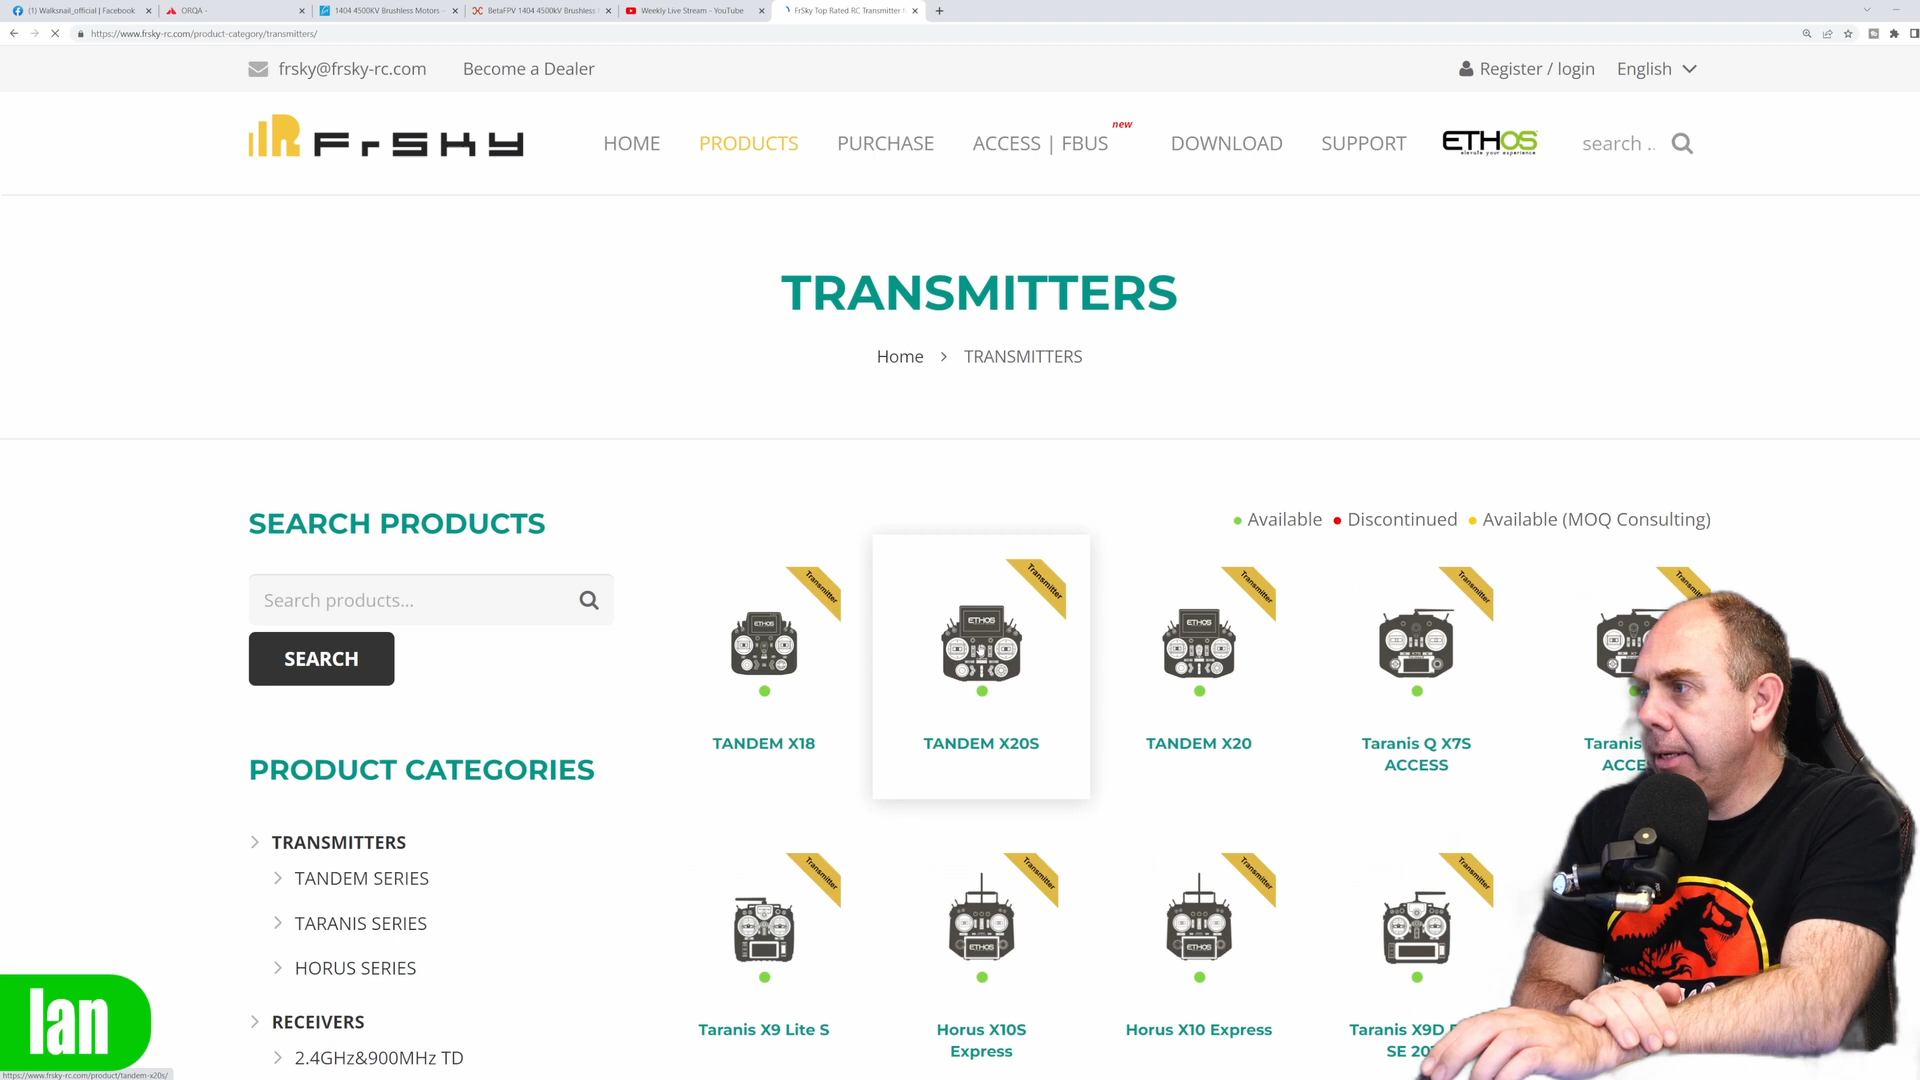 (1) Walksnail_official | Facebook
ORQA -
1404 4500KV Brushless Motors -
BetaFPV 1404 4500kV Brushless
Weekly Live Stream - YouTube
FrSky Top Rated RC Transmitter
https://www.frsky-rc.com/product-category/transmitters/
frsky@frsky-rc.com
Become a Dealer
Register / login
English
FrSKY
HOME
PRODUCTS
PURCHASE
ACCESS | FBUS
new
DOWNLOAD
SUPPORT
ETHOS
elevate your experience
search ..
TRANSMITTERS
Home > TRANSMITTERS
SEARCH PRODUCTS
Available
Discontinued
Available (MOQ Consulting)
Search products...
SEARCH
Transmitter
Transmitter
Transmitter
Transmitter
Transmitter
ETHOS
ETHOS
ETHOS
TANDEM X18
TANDEM X20S
TANDEM X20
Taranis Q X7S
ACCESS
Taranis
ACCE
PRODUCT CATEGORIES
TRANSMITTERS
TANDEM SERIES
TARANIS SERIES
HORUS SERIES
RECEIVERS
2.4GHz&900MHz TD
Transmitter
Transmitter
Transmitter
Transmitter
ETHOS
ETHOS
Taranis X9 Lite S
Horus X10S
Express
Horus X10 Express
Taranis X9D
SE 20
Ian
https://www.frsky-rc.com/product/tandem-x20s/